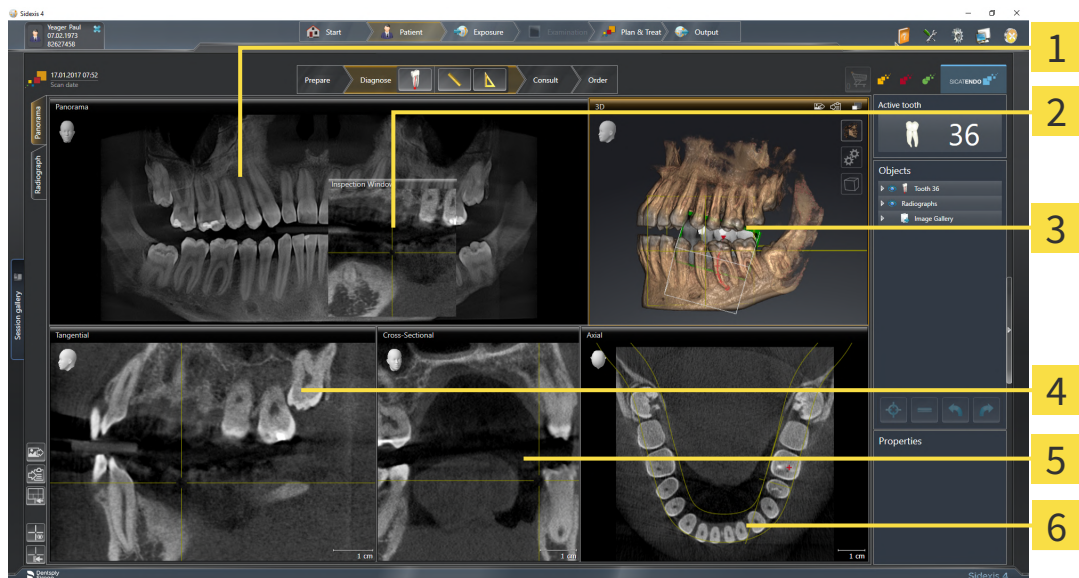 Sidexis 4
Yeager Paul
07.02.1973
82627458
Start
Patient
Exposure
Examination
Plan & Treat
Output
1
17.01.2017 07:52
Scan date
Prepare
Diagnose
Consult
Order
SICATENDO
Panorama
Radiograph
Session gallery
Panorama
Inspection Window
3D
Active tooth
36
2
Objects
Tooth 36
Radiographs
Image Gallery
3
Tangential
Cross-Sectional
Axial
4
Properties
5
6
1 cm
1 cm
1 cm
Dentsply
Sirona
Sidexis 4